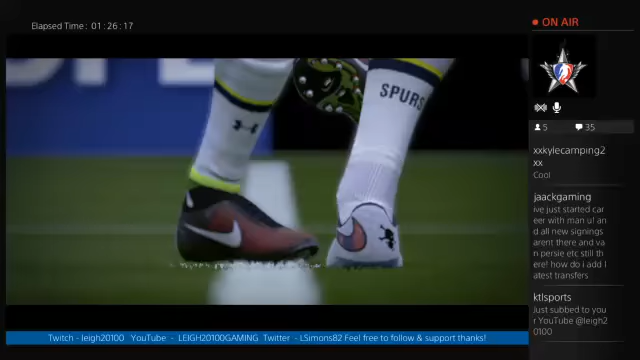 Elapsed Time: 01:26:17
ON AIR
5
35
SPURS
xxkylecamping2
xx
Cool
jaackgaming
ive just started car
eer with man u! an
d all new signings
arent there and va
n persie etc still th
ere! how do i add l
atest transfers
ktlsports
Just subbed to you
r YouTube @leigh2
0100
Twitch - leigh20100 YouTube - LEIGH20100GAMING Twitter - LSimons82 Feel free to follow & support thanks!